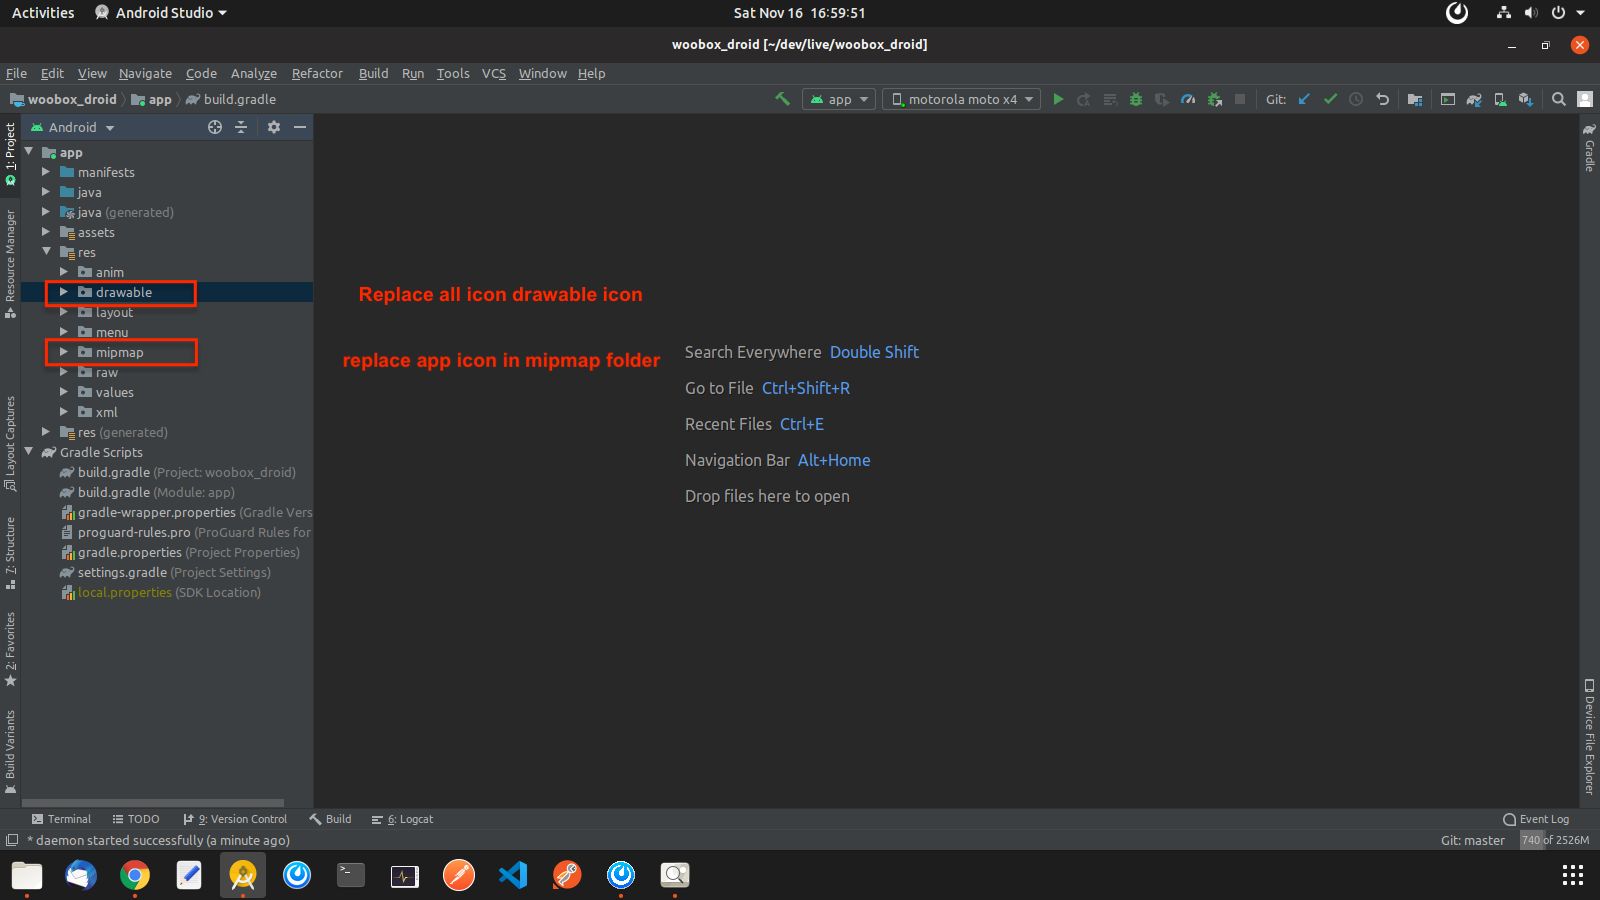 Activities Android Studio Sat Nov 16 16:59:51
woobox_droid [~/dev/live/woobox_droid]
File Edit View Navigate Code Analyze Refactor Build Run Tools VCS Window Help
woobox_droid app build.gradle app motorola moto x4 Git:
Android
1: Project
Resource Manager
Layout Captures
7: Structure
2: Favorites
Build Variants
app
manifests
java
java (generated)
assets
res
anim
drawable
layout
menu
mipmap
raw
values
xml
res (generated)
Gradle Scripts
build.gradle (Project: woobox_droid)
build.gradle (Module: app)
gradle-wrapper.properties (Gradle Vers
proguard-rules.pro (ProGuard Rules for
gradle.properties (Project Properties)
settings.gradle (Project Settings)
local.properties (SDK Location)
Replace all icon drawable icon
replace app icon in mipmap folder
Search Everywhere Double Shift
Go to File Ctrl+Shift+R
Recent Files Ctrl+E
Navigation Bar Alt+Home
Drop files here to open
Gradle
Device File Explorer
Terminal TODO 9: Version Control Build 6: Logcat Event Log
* daemon started successfully (a minute ago) Git: master 740 of 2526M